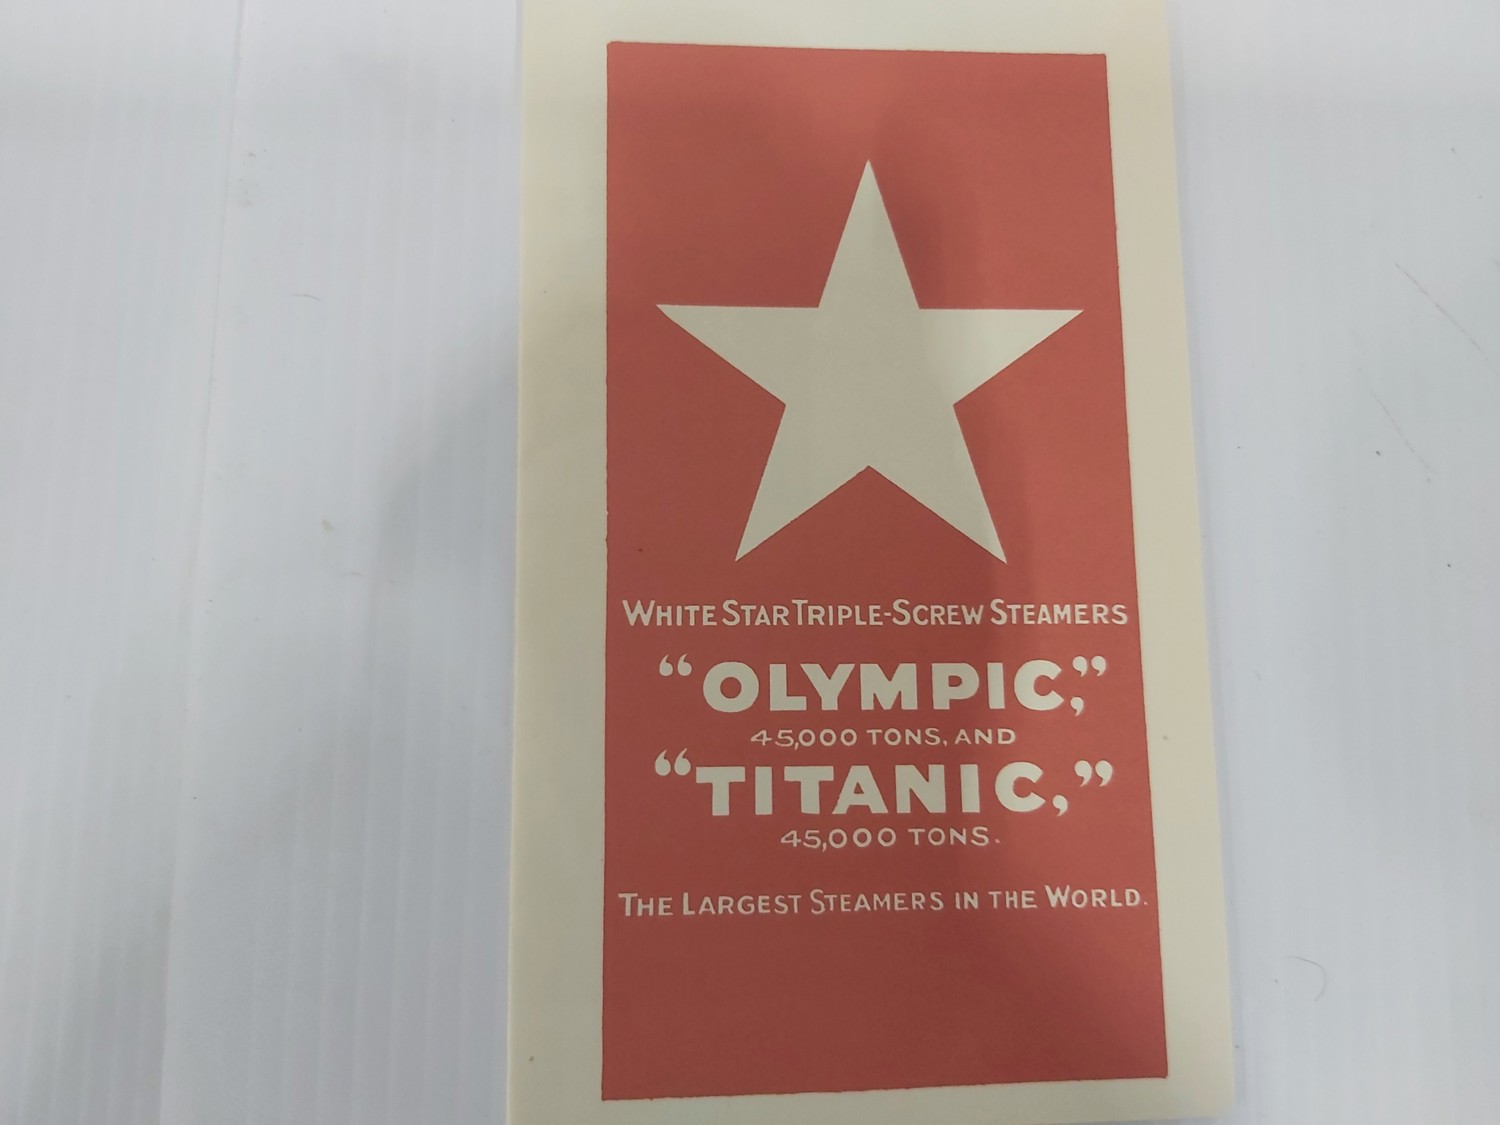 White Star Triple-Screw Steamers
“OLYMPIC,”
45,000 TONS, AND
“TITANIC,”
45,000 TONS.
The Largest Steamers in the World.